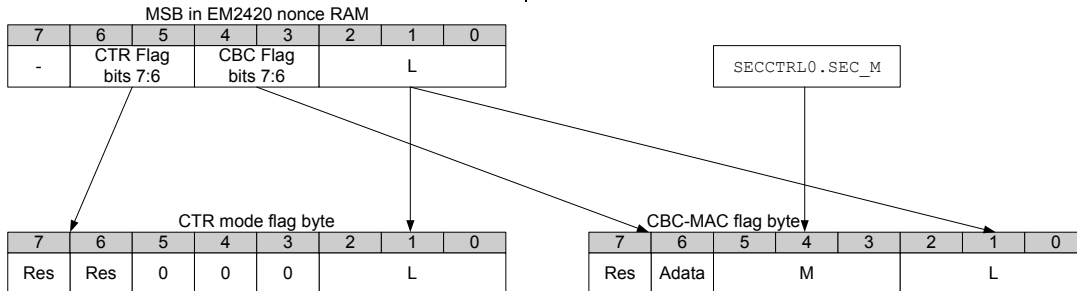 MSB in EM2420 nonce RAM
7 6 5 4 3 2 1 0
- CTR Flag bits 7:6 CBC Flag bits 7:6 L
SECCTRL0.SEC_M
CTR mode flag byte
7 6 5 4 3 2 1 0
Res Res 0 0 0 L
CBC-MAC flag byte
7 6 5 4 3 2 1 0
Res Adata M L